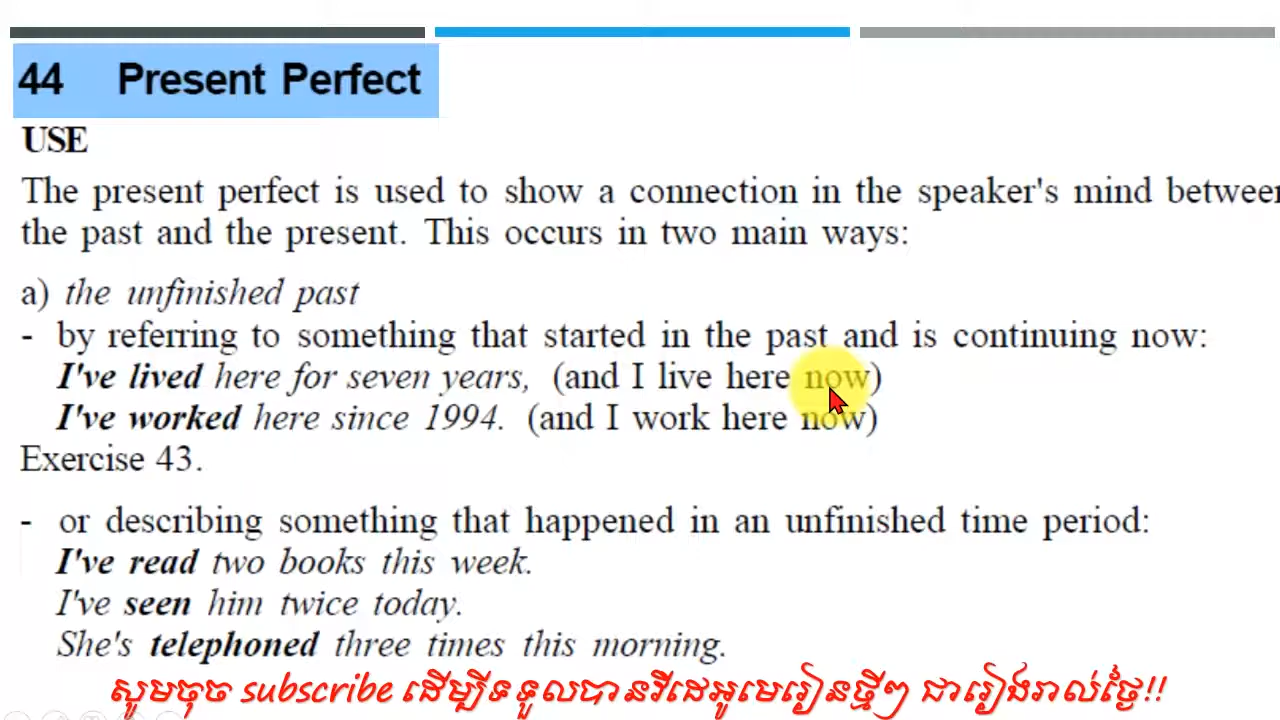 44 Present Perfect
USE
The present perfect is used to show a connection in the speaker's mind between
the past and the present. This occurs in two main ways:
a) the unfinished past
- by referring to something that started in the past and is continuing now:
I've lived here for seven years, (and I live here now)
I've worked here since 1994. (and I work here now)
Exercise 43.
- or describing something that happened in an unfinished time period:
I've read two books this week.
I've seen him twice today.
She's telephoned three times this morning.
សូមចុច subscribe ដើម្បីទទួលបានវីដេអូមេរៀនថ្មីៗ ជារៀងរាល់ថ្ងៃ!!